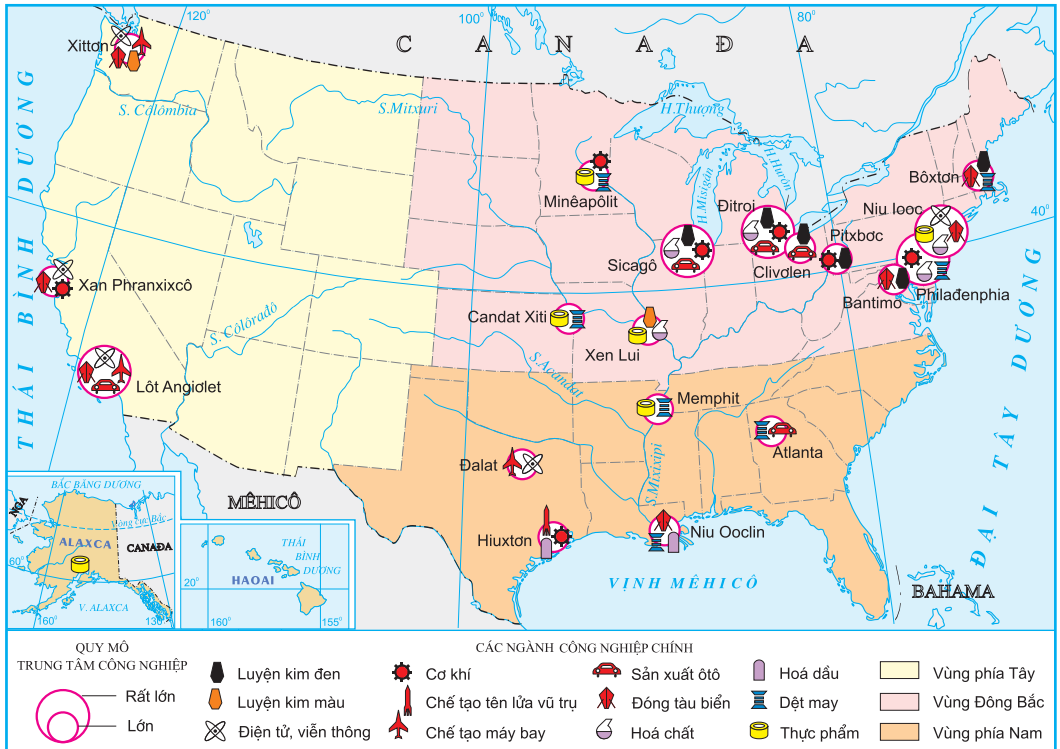 120°
100°
80°
C A N A Đ A
Xittơn
S. Côlômbia
S.Mitxuri
H.Thượng
H.Misigân
H.Hurôn
THÁI BÌNH DƯƠNG
Minêapôlit
Bôxtơn
Đitroi
Niu Iooc
40°
Sicagô
Pitxbơc
Clivơlen
Xan Phranxixcô
Bantimo
Philađenphia
Candat Xiti
Xen Lui
S. Côlôrađô
S.Acandat
Lôt Angiơlet
Memphit
Atlanta
ĐẠI TÂY DƯƠNG
Đalat
S.Mixixipi
MÊHICÔ
Hiuxtơn
Niu Ooclin
VỊNH MÊHICÔ
BAHAMA
BẮC BĂNG DƯƠNG
NGA
Vòng cực Bắc
ALAXCA
CANAĐA
60°
V. ALAXCA
160°
130°
THÁI
BÌNH
DƯƠNG
HAOAI
20°
160°
155°
QUY MÔ
TRUNG TÂM CÔNG NGHIỆP
Rất lớn
Lớn
CÁC NGÀNH CÔNG NGHIỆP CHÍNH
Luyện kim đen
Cơ khí
Sản xuất ôtô
Hoá dầu
Vùng phía Tây
Luyện kim màu
Chế tạo tên lửa vũ trụ
Đóng tàu biển
Dệt may
Vùng Đông Bắc
Điện tử, viễn thông
Chế tạo máy bay
Hoá chất
Thực phẩm
Vùng phía Nam